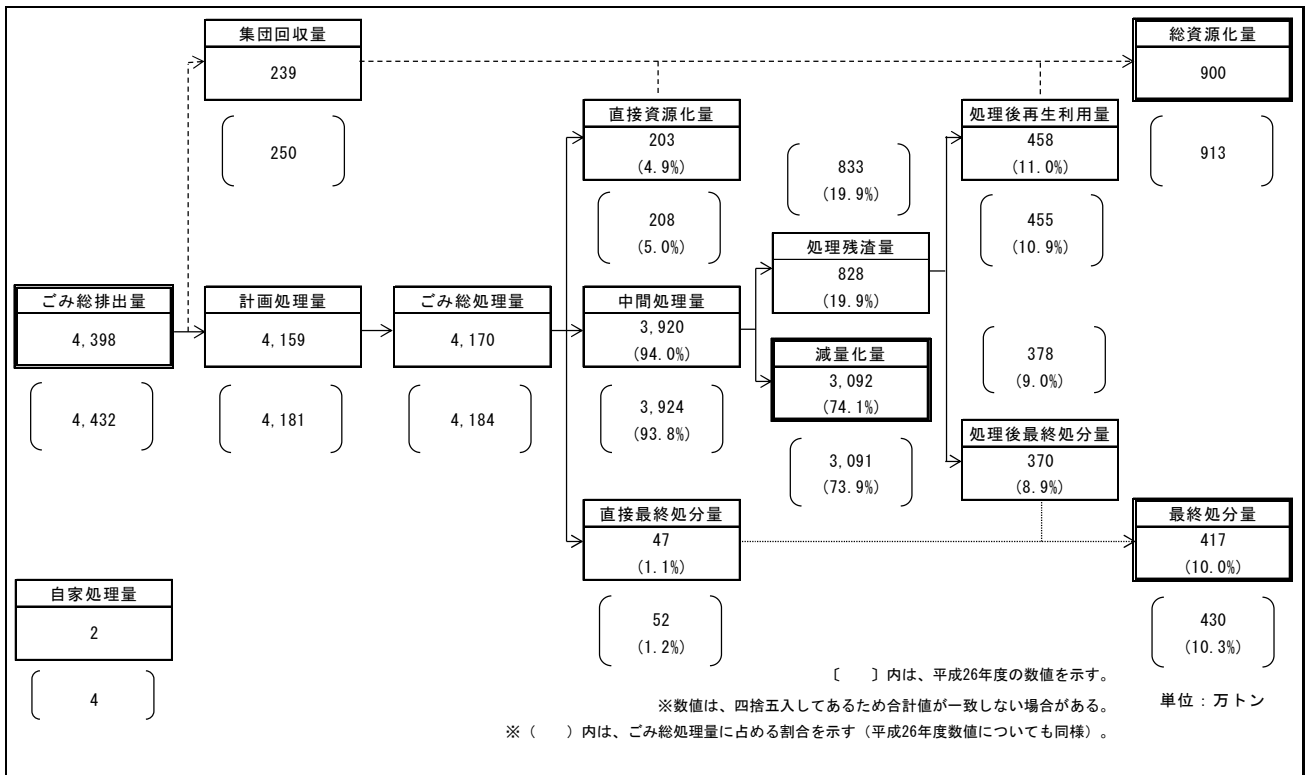 集団回収量
239
250
総資源化量
900
913
直接資源化量
203
(4.9%)
208
(5.0%)
833
(19.9%)
処理後再生利用量
458
(11.0%)
455
(10.9%)
処理残渣量
828
(19.9%)
ごみ総排出量
4,398
4,432
計画処理量
4,159
4,181
ごみ総処理量
4,170
4,184
中間処理量
3,920
(94.0%)
3,924
(93.8%)
減量化量
3,092
(74.1%)
3,091
(73.9%)
378
(9.0%)
処理後最終処分量
370
(8.9%)
直接最終処分量
47
(1.1%)
52
(1.2%)
最終処分量
417
(10.0%)
430
(10.3%)
自家処理量
2
4
〔　　〕内は、平成26年度の数値を示す。
※数値は、四捨五入してあるため合計値が一致しない場合がある。
単位：万トン
※（　　）内は、ごみ総処理量に占める割合を示す（平成26年度数値についても同様）。